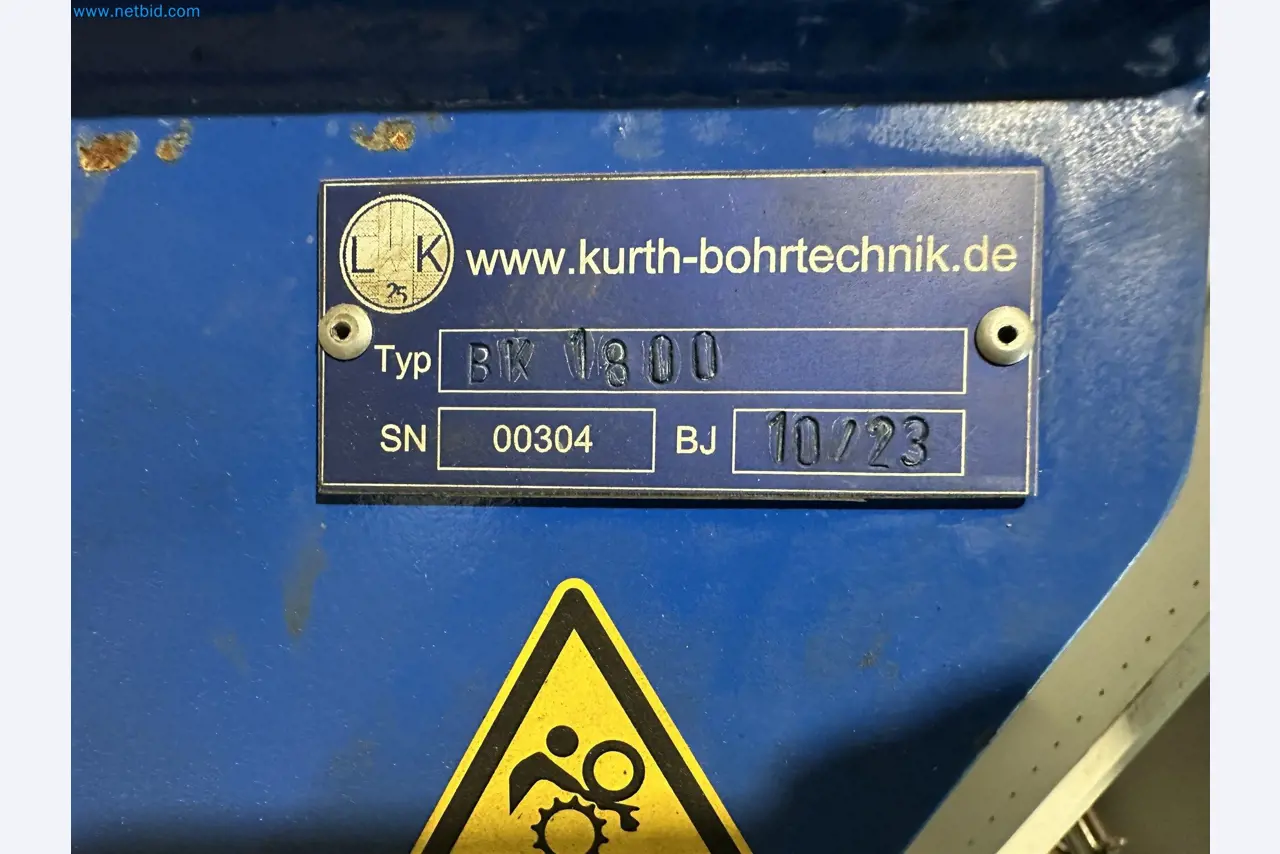 www.netbid.com
L K
25
www.kurth-bohrtechnik.de
Typ BK 1800
SN 00304 BJ 10/23